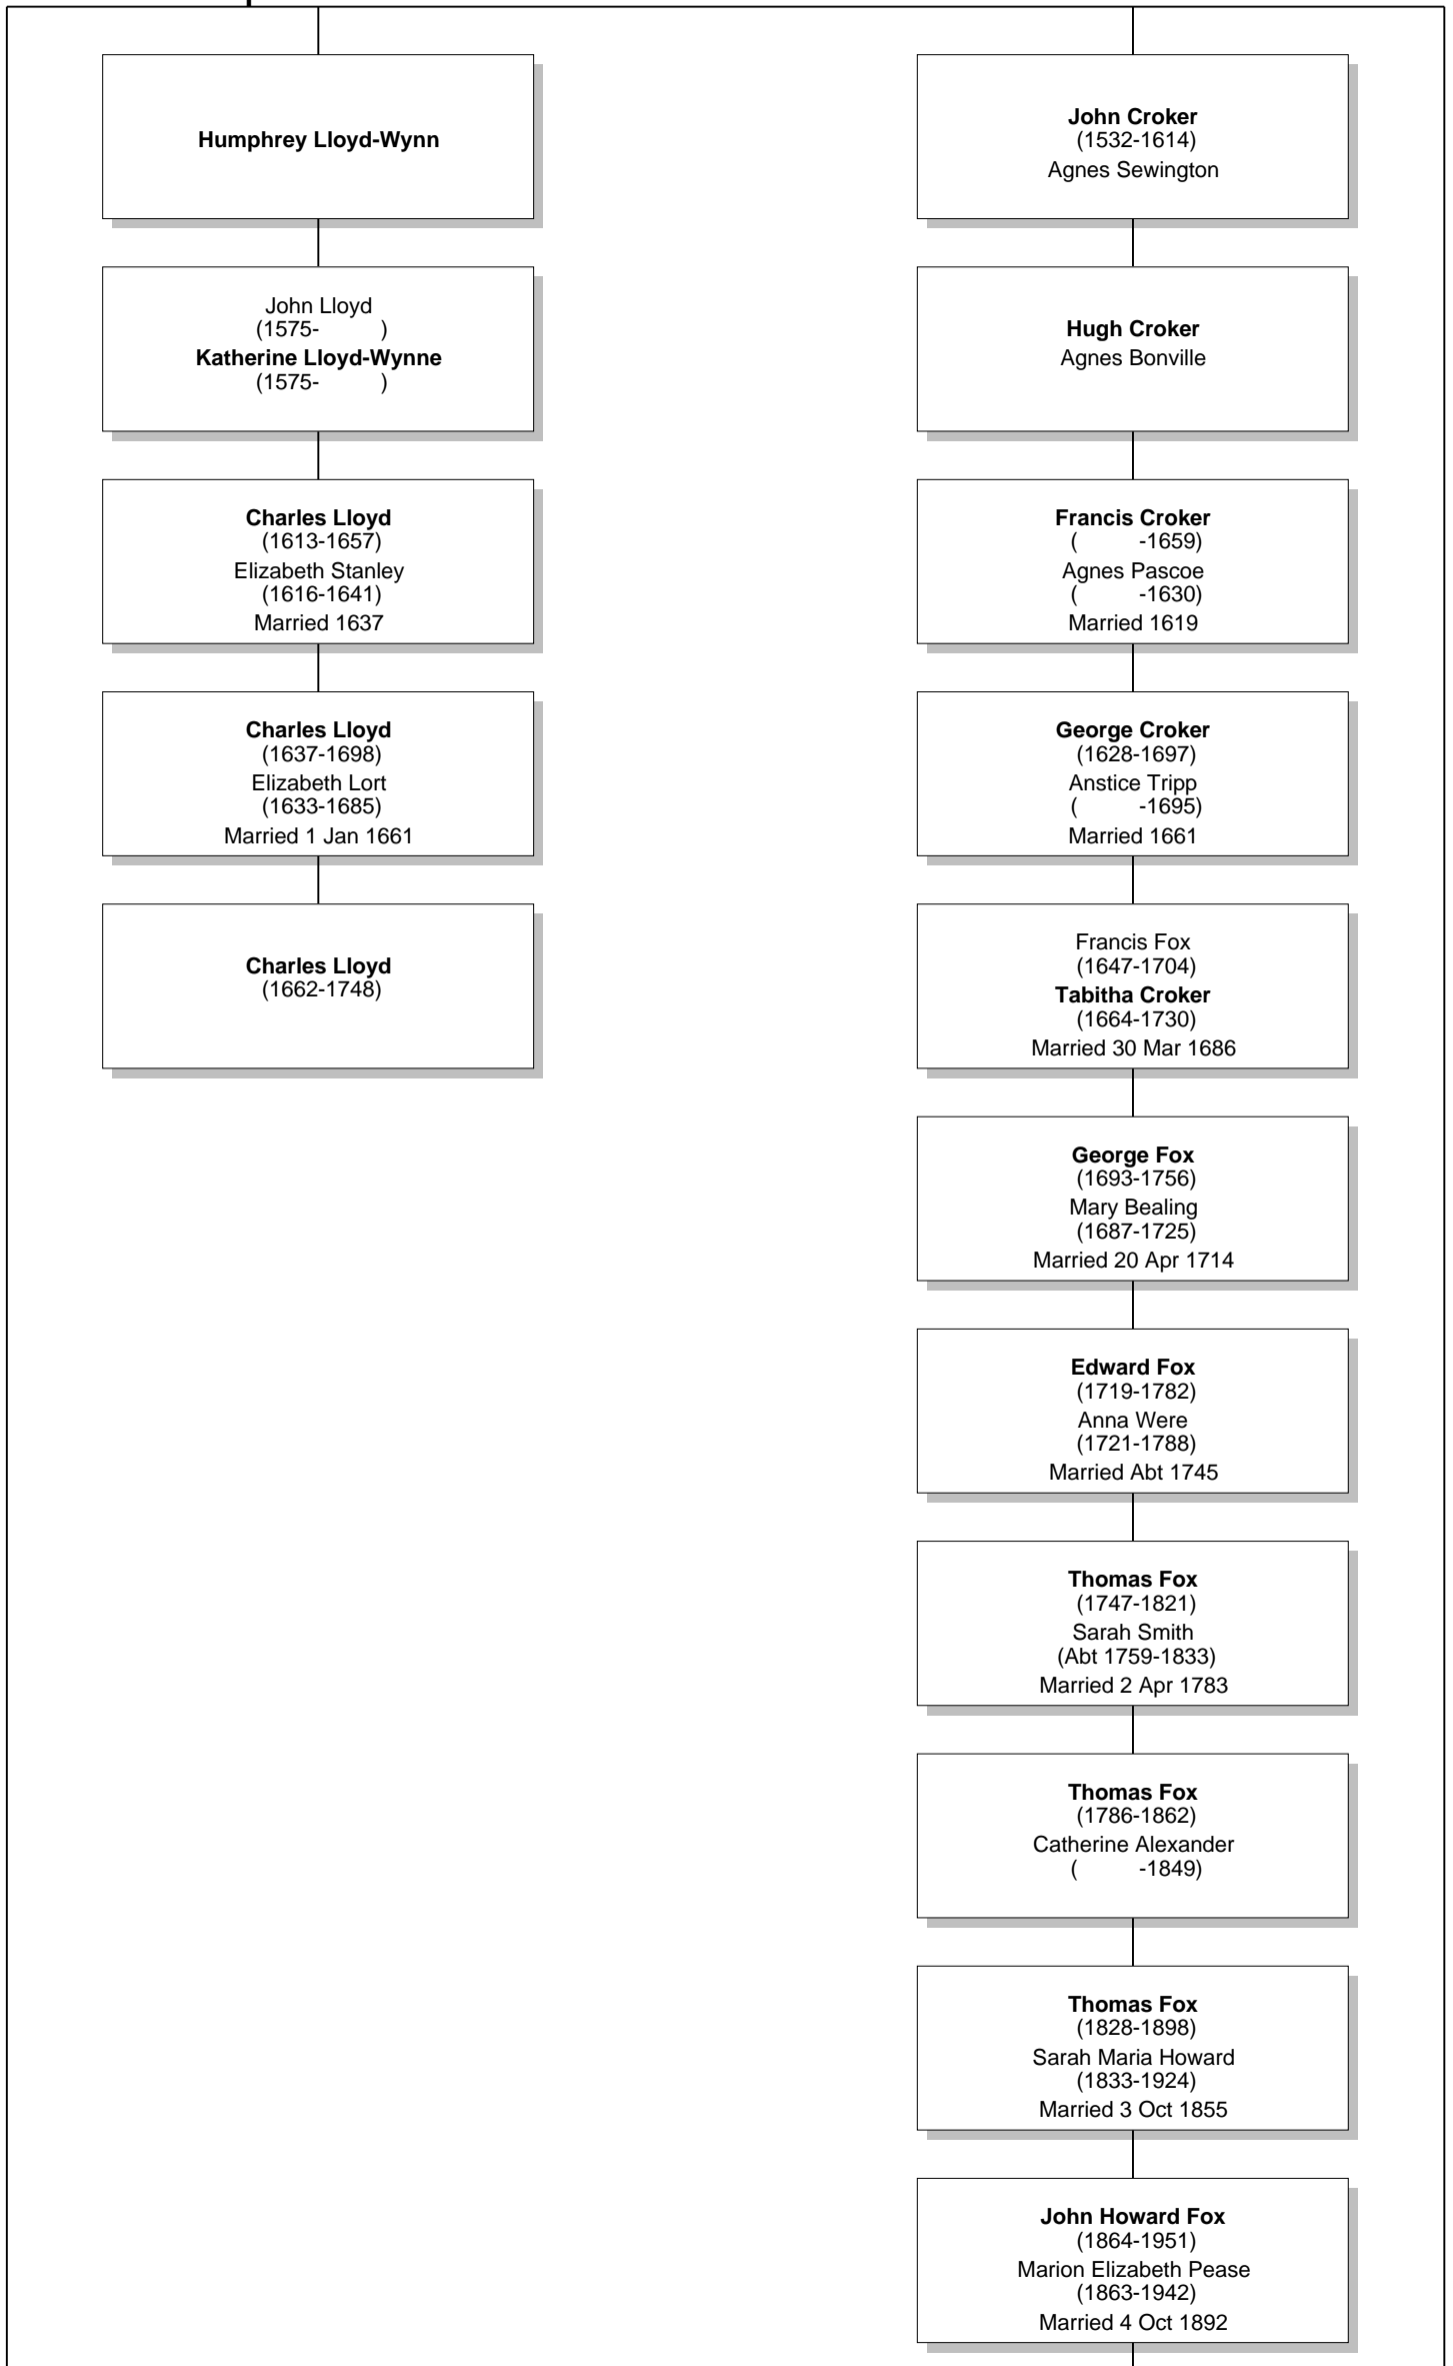 Humphrey Lloyd-Wynn
John Lloyd
(1575- )
Katherine Lloyd-Wynne
(1575- )
Charles Lloyd
(1613-1657)
Elizabeth Stanley
(1616-1641)
Married 1637
Charles Lloyd
(1637-1698)
Elizabeth Lort
(1633-1685)
Married 1 Jan 1661
Charles Lloyd
(1662-1748)
John Croker
(1532-1614)
Agnes Sewington
Hugh Croker
Agnes Bonville
Francis Croker
( -1659)
Agnes Pascoe
( -1630)
Married 1619
George Croker
(1628-1697)
Anstice Tripp
( -1695)
Married 1661
Francis Fox
(1647-1704)
Tabitha Croker
(1664-1730)
Married 30 Mar 1686
George Fox
(1693-1756)
Mary Bealing
(1687-1725)
Married 20 Apr 1714
Edward Fox
(1719-1782)
Anna Were
(1721-1788)
Married Abt 1745
Thomas Fox
(1747-1821)
Sarah Smith
(Abt 1759-1833)
Married 2 Apr 1783
Thomas Fox
(1786-1862)
Catherine Alexander
( -1849)
Thomas Fox
(1828-1898)
Sarah Maria Howard
(1833-1924)
Married 3 Oct 1855
John Howard Fox
(1864-1951)
Marion Elizabeth Pease
(1863-1942)
Married 4 Oct 1892